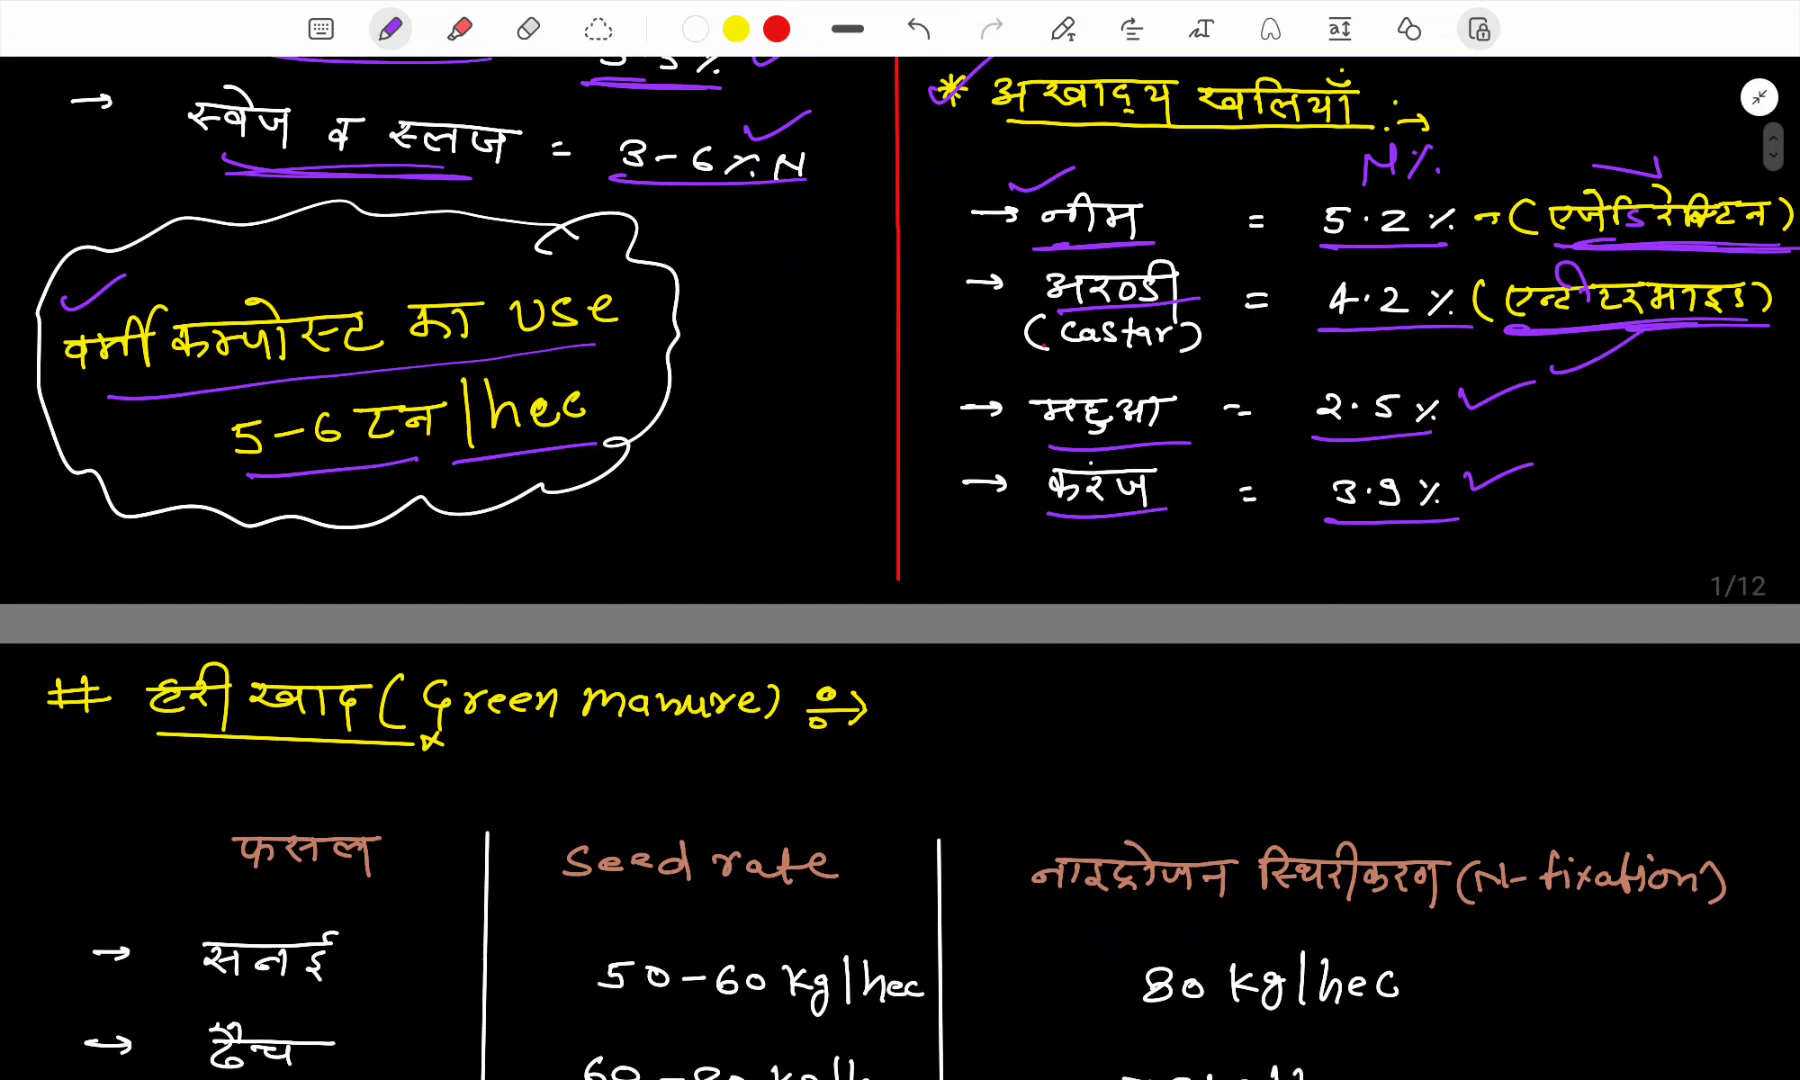 → स्वेज व स्लज = 3-6% N
वर्मी कम्पोस्ट का use
5-6 टन/hec
* अखाद्य खलियाँ :→
N%
→ नीम = 5.2% → (एजेडिरेक्टिन)
→ अरण्डी = 4.2% (एन्टीटरमाइड)
(castar)
→ महुआ = 2.5%
→ करंज = 3.9%
1/12
# हरी खाद (Green manure) ÷→
फसल Seed rate नाइट्रोजन स्थिरीकरण (N-fixation)
→ सनई 50-60 kg/hec 80 kg/hec
→ ढैंचा